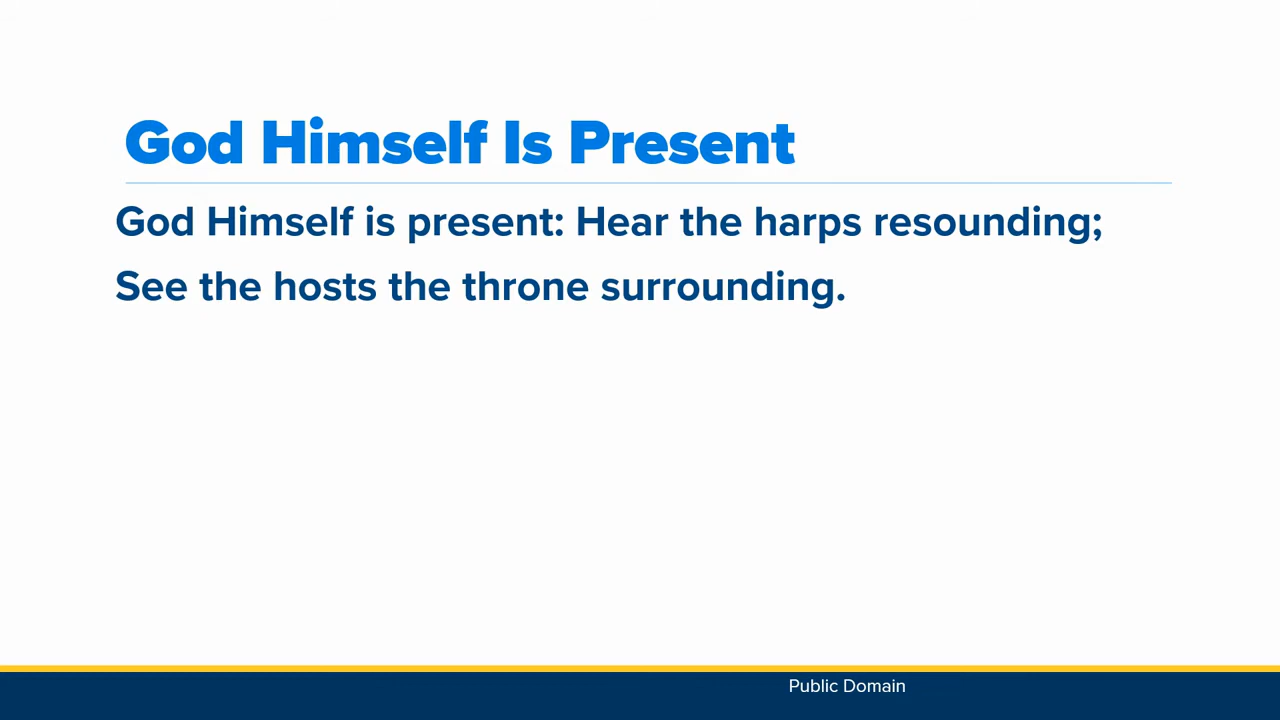 God Himself Is Present
God Himself is present: Hear the harps resounding;
See the hosts the throne surrounding.
Public Domain